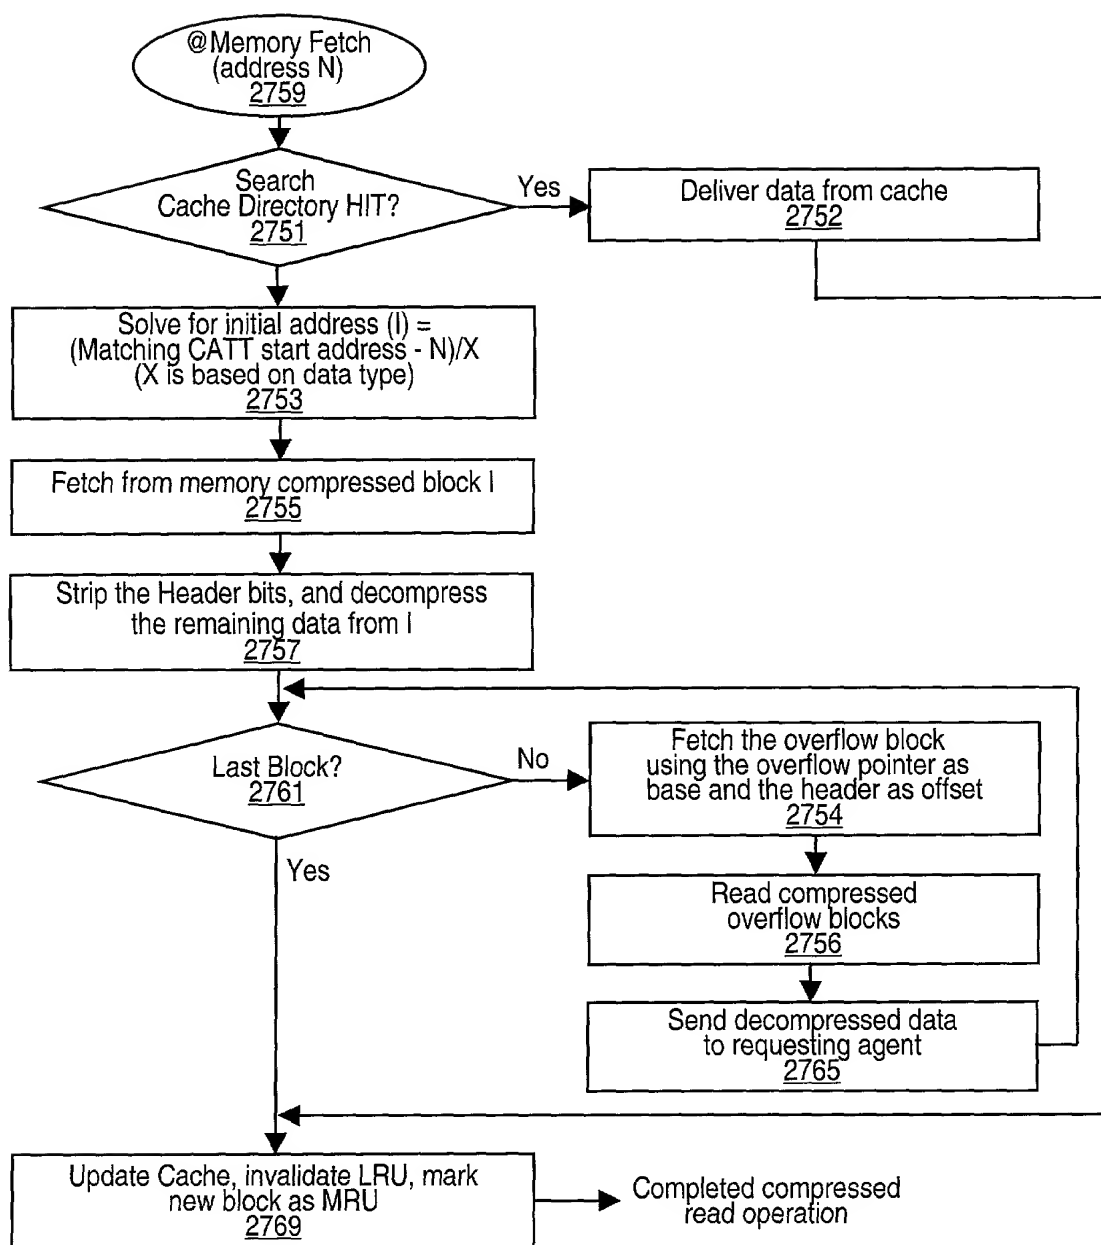 @Memory Fetch
(address N)
2759
Search
Cache Directory HIT?
2751
Yes
Deliver data from cache
2752
Solve for initial address (I) =
(Matching CATT start address - N)/X
(X is based on data type)
2753
Fetch from memory compressed block I
2755
Strip the Header bits, and decompress
the remaining data from I
2757
Last Block?
2761
No
Fetch the overflow block
using the overflow pointer as
base and the header as offset
2754
Yes
Read compressed
overflow blocks
2756
Send decompressed data
to requesting agent
2765
Update Cache, invalidate LRU, mark
new block as MRU
2769
Completed compressed
read operation